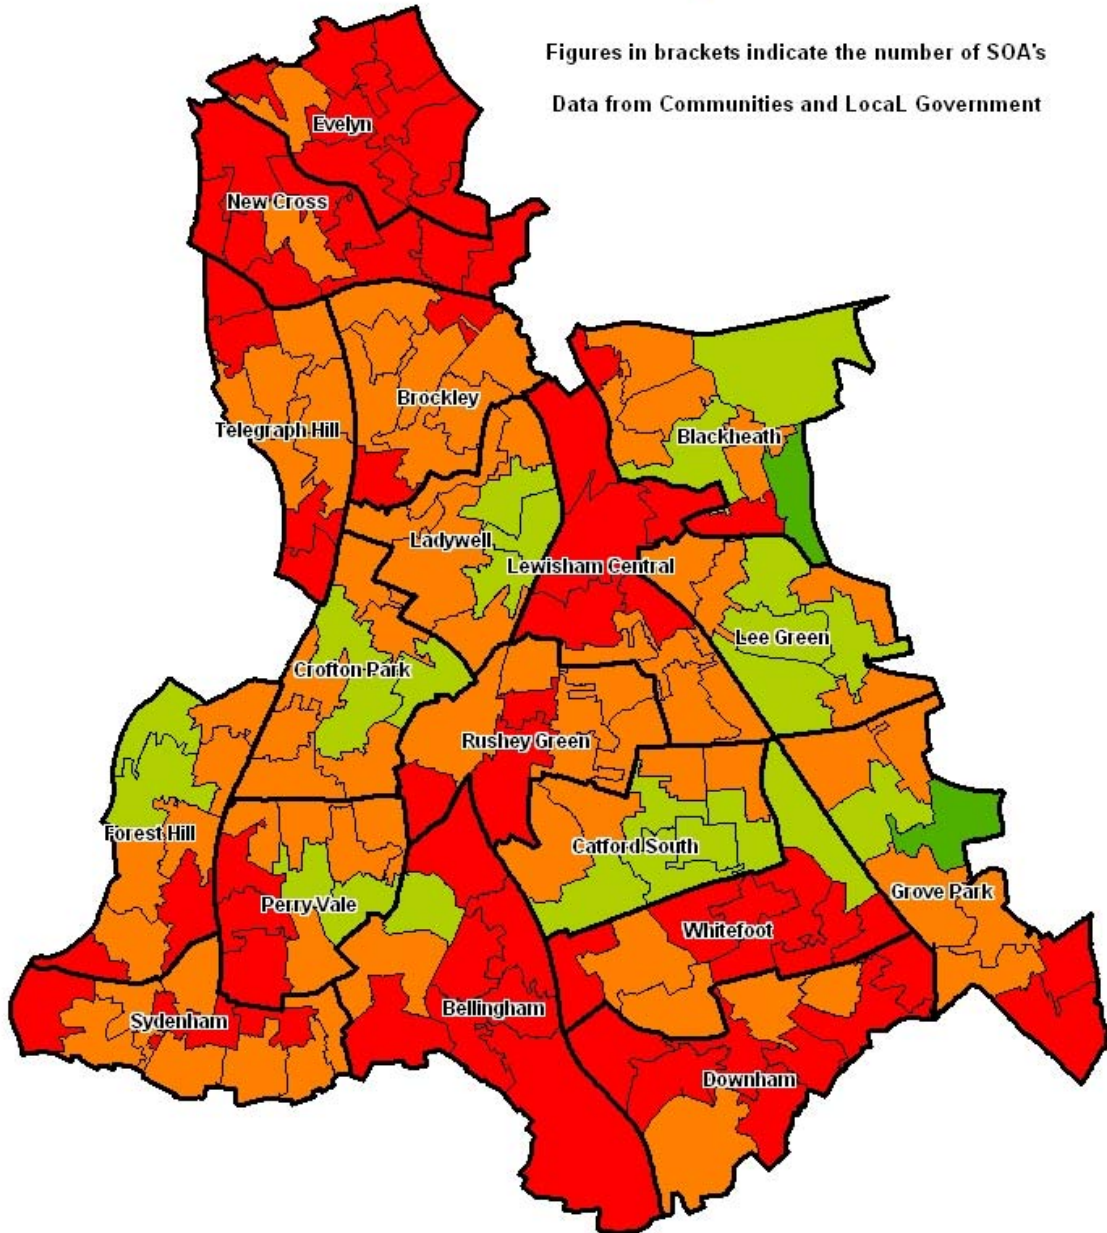 Figures in brackets indicate the number of SOA's
Data from Communities and LocaL Government
Evelyn
New Cross
Brockley
Telegraph Hill
Blackheath
Ladywell
Lewisham Central
Lee Green
Crofton Park
Rushey Green
Forest Hill
Catford South
Perry Vale
Grove Park
Whitefoot
Bellingham
Sydenham
Downham